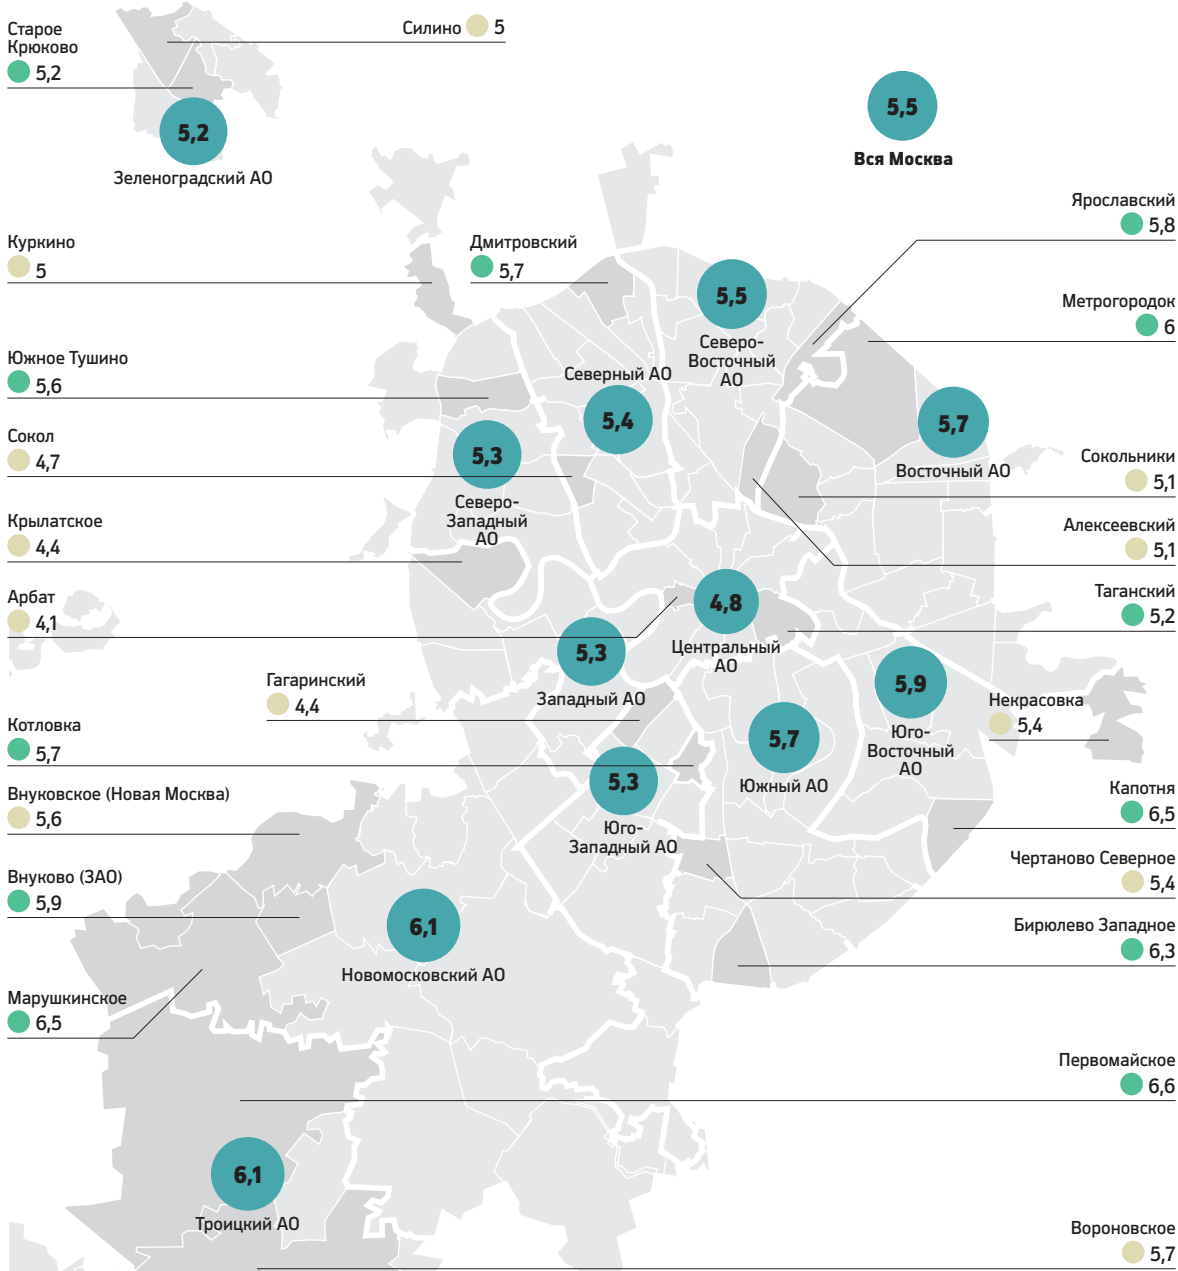 Старое
Крюково
5,2
Силино 5
5,2
Зеленоградский АО
5,5
Вся Москва
Ярославский
5,8
Куркино
5
Дмитровский
5,7
5,5
Северо-
Восточный
АО
Метрогородок
6
Южное Тушино
5,6
Северный АО
5,4
5,7
Восточный АО
Сокол
4,7
5,3
Северо-
Западный
АО
Сокольники
5,1
Крылатское
4,4
Алексеевский
5,1
Арбат
4,1
4,8
Центральный
АО
Таганский
5,2
5,3
Западный АО
Гагаринский
4,4
5,9
Юго-
Восточный
АО
Некрасовка
5,4
Котловка
5,7
5,7
Южный АО
5,3
Юго-
Западный АО
Внуковское (Новая Москва)
5,6
Капотня
6,5
Внуково (ЗАО)
5,9
Чертаново Северное
5,4
6,1
Новомосковский АО
Бирюлево Западное
6,3
Марушкинское
6,5
Первомайское
6,6
6,1
Троицкий АО
Вороновское
5,7